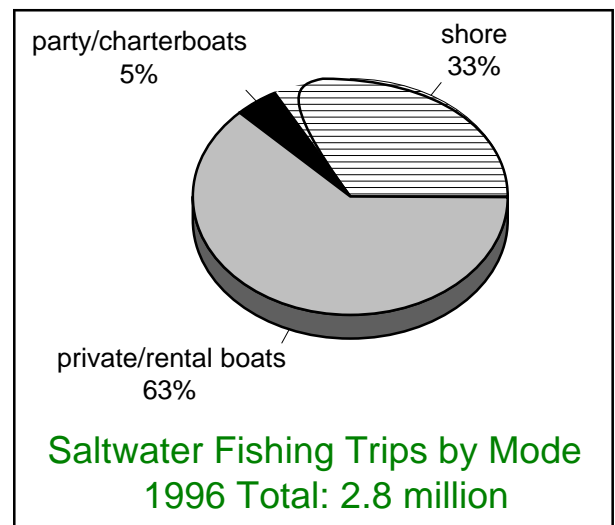 party/charterboats
5%
shore
33%
private/rental boats
63%
Saltwater Fishing Trips by Mode
1996 Total: 2.8 million